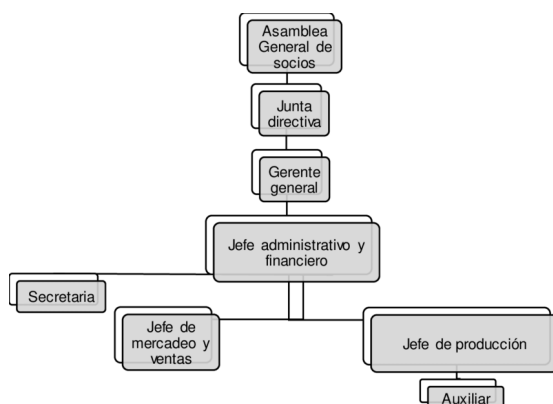 Asamblea
General de
socios
Junta
directiva
Gerente
general
Jefe administrativo y
financiero
Secretaria
Jefe de
mercadeo y
ventas
Jefe de producción
Auxiliar